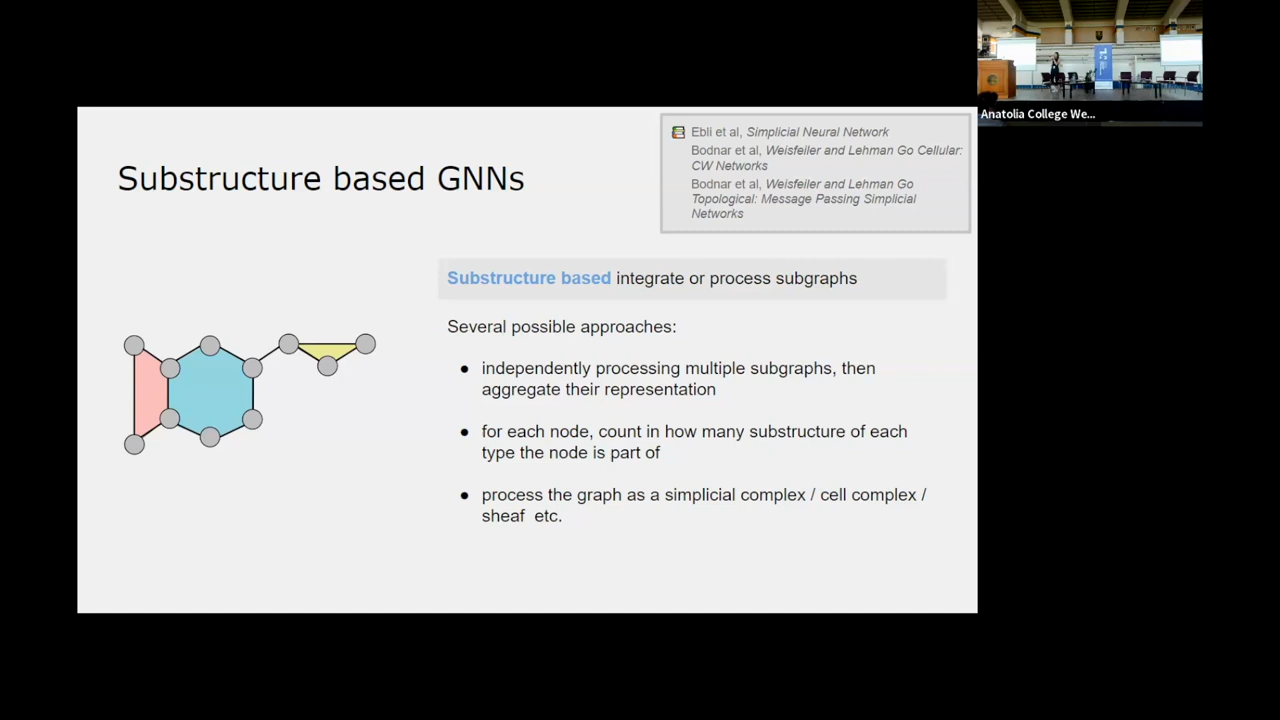 Substructure based GNNs
Ebli et al, Simplicial Neural Network
Bodnar et al, Weisfeiler and Lehman Go Cellular:
CW Networks
Bodnar et al, Weisfeiler and Lehman Go
Topological: Message Passing Simplicial
Networks
Anatolia College We...
Substructure based integrate or process subgraphs
Several possible approaches:
● independently processing multiple subgraphs, then
aggregate their representation
● for each node, count in how many substructure of each
type the node is part of
● process the graph as a simplicial complex / cell complex /
sheaf etc.